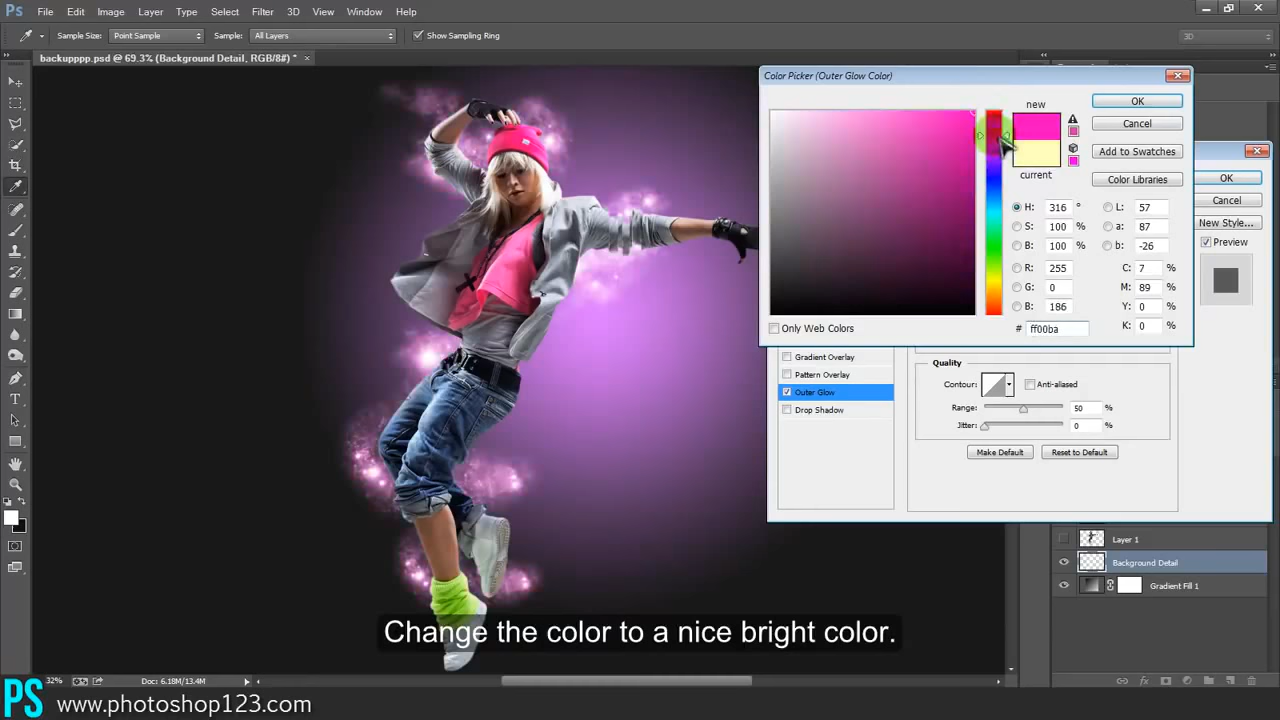 Ps File Edit Image Layer Type Select Filter 3D View Window Help
Sample Size: Point Sample Sample: All Layers Show Sampling Ring 3D
backupppp.psd @ 69.3% (Background Detail, RGB/8#) *
Color Picker (Outer Glow Color)
new
OK
Cancel
Add to Swatches
current
Color Libraries
H: 316 °
L: 57
S: 100 %
a: 87
B: 100 %
b: -26
R: 255
C: 7 %
G: 0
M: 89 %
B: 186
Y: 0 %
Only Web Colors
# ff00ba
K: 0 %
OK
Cancel
New Style...
Preview
Gradient Overlay
Pattern Overlay
Outer Glow
Drop Shadow
Quality
Contour: Anti-aliased
Range: 50 %
Jitter: 0 %
Make Default Reset to Default
Layer 1
Background Detail
Gradient Fill 1
Change the color to a nice bright color.
32% Doc: 6.18M/13.4M
PS www.photoshop123.com